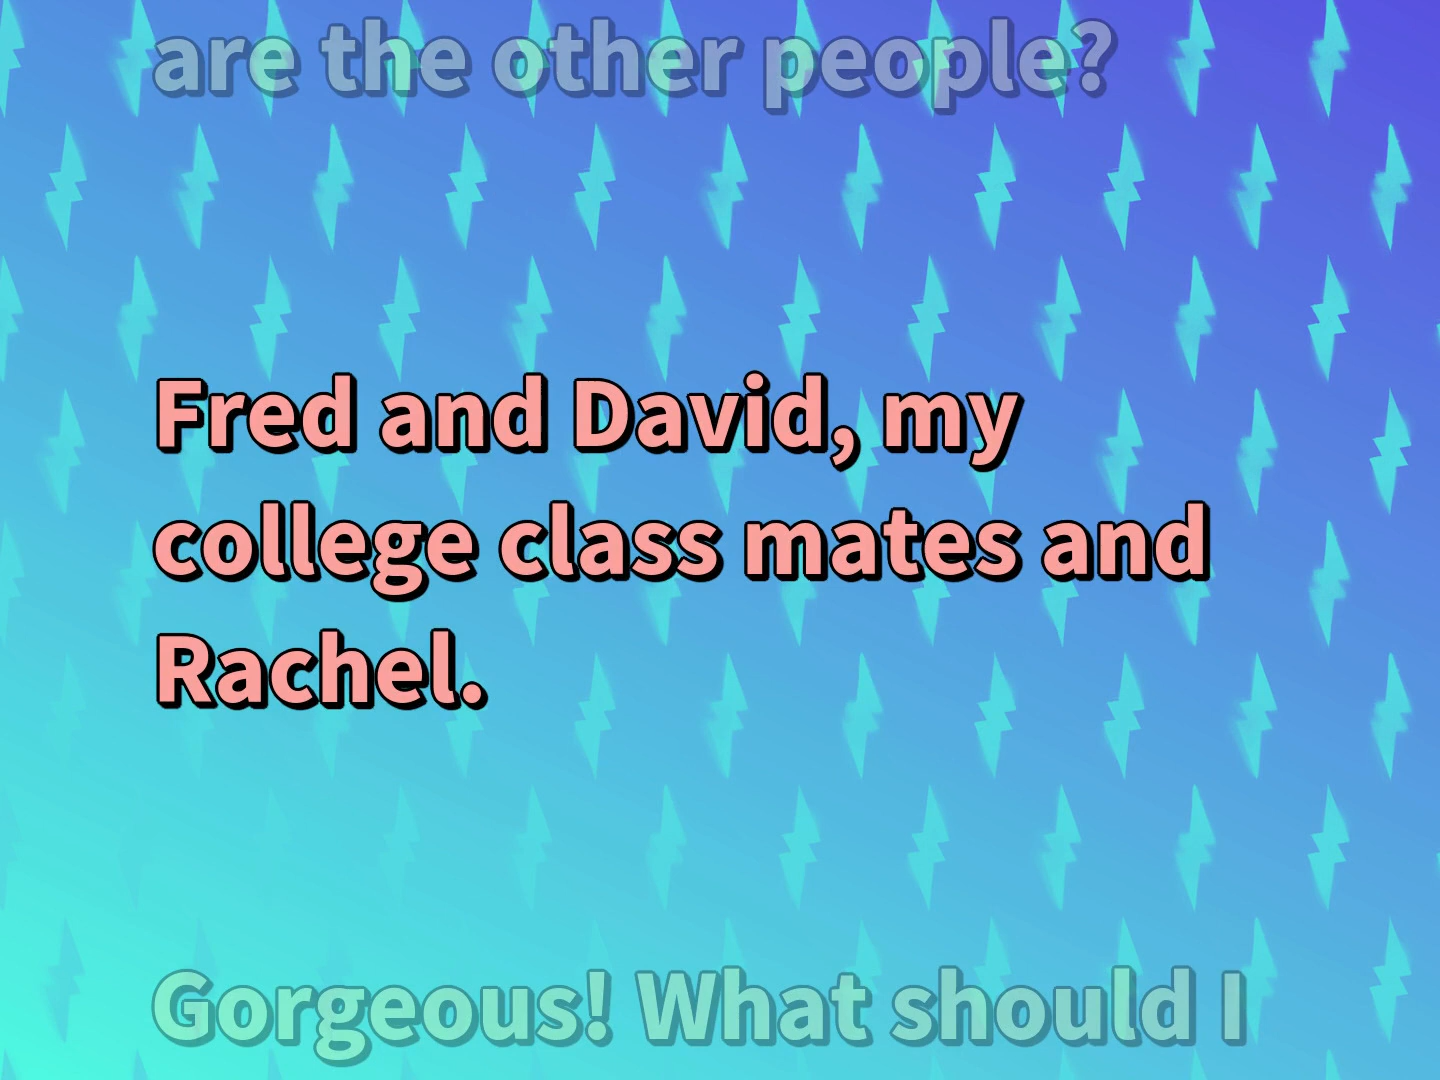 are the other people?
Fred and David, my
college class mates and
Rachel.
Gorgeous! What should I